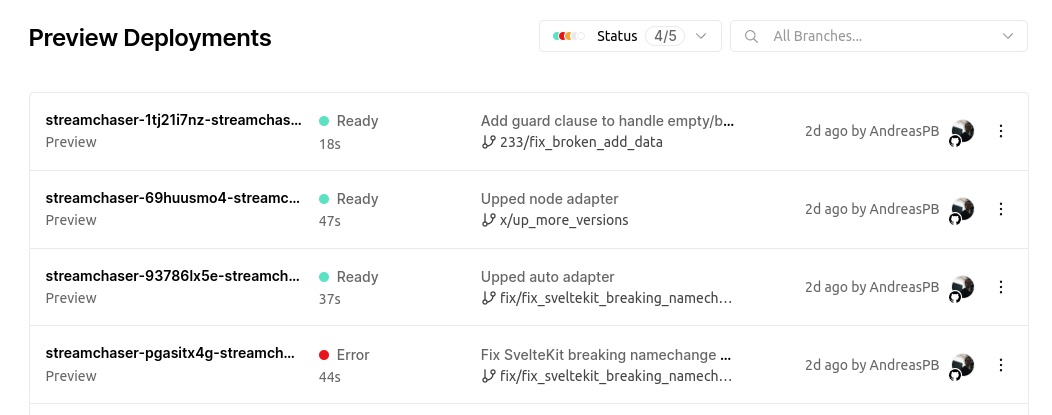 Preview Deployments
Status 4/5
All Branches...
streamchaser-1tj21i7nz-streamchas...
Preview
Ready
18s
Add guard clause to handle empty/b...
233/fix_broken_add_data
2d ago by AndreasPB
streamchaser-69huusmo4-streamc...
Preview
Ready
47s
Upped node adapter
x/up_more_versions
2d ago by AndreasPB
streamchaser-93786lx5e-streamch...
Preview
Ready
37s
Upped auto adapter
fix/fix_sveltekit_breaking_namech...
2d ago by AndreasPB
streamchaser-pgasitx4g-streamch...
Preview
Error
44s
Fix SvelteKit breaking namechange ...
fix/fix_sveltekit_breaking_namech...
2d ago by AndreasPB